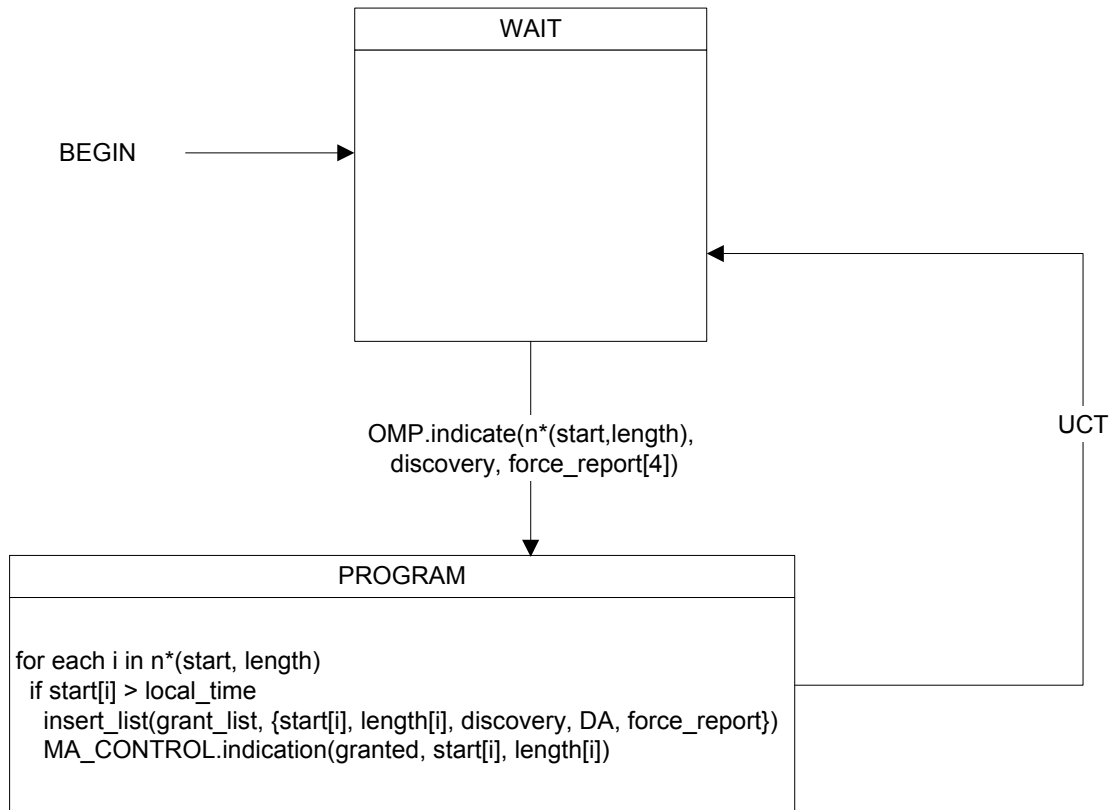 WAIT
BEGIN
OMP.indicate(n*(start,length),
discovery, force_report[4])
UCT
PROGRAM
for each i in n*(start, length)
if start[i] > local_time
insert_list(grant_list, {start[i], length[i], discovery, DA, force_report})
MA_CONTROL.indication(granted, start[i], length[i])